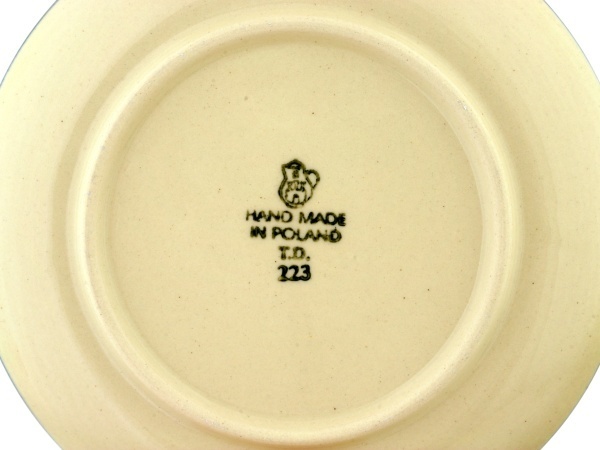 HAND MADE
IN POLAND
T.D.
223